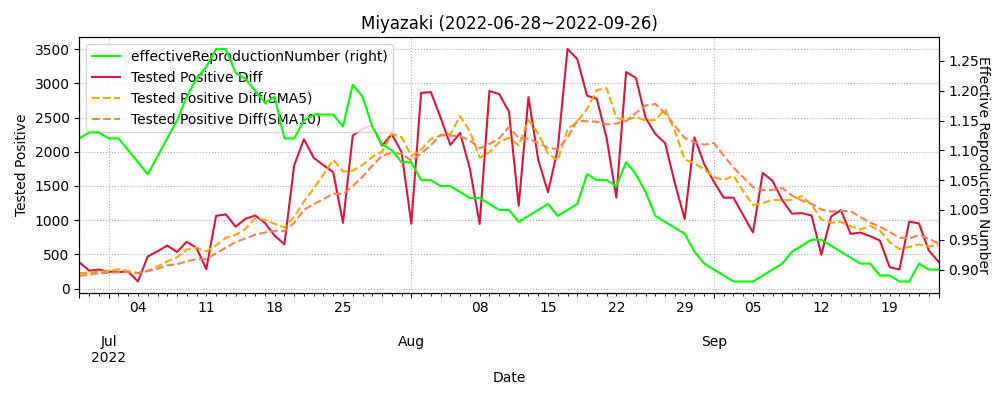 Miyazaki (2022-06-28~2022-09-26)
effectiveReproductionNumber (right)
Tested Positive Diff
Tested Positive Diff(SMA5)
Tested Positive Diff(SMA10)
Tested Positive
3500
3000
2500
2000
1500
1000
500
0
Effective Reproduction Number
1.25
1.20
1.15
1.10
1.05
1.00
0.95
0.90
04 11 18 25 08 15 22 29 05 12 19
Jul Aug Sep
2022
Date